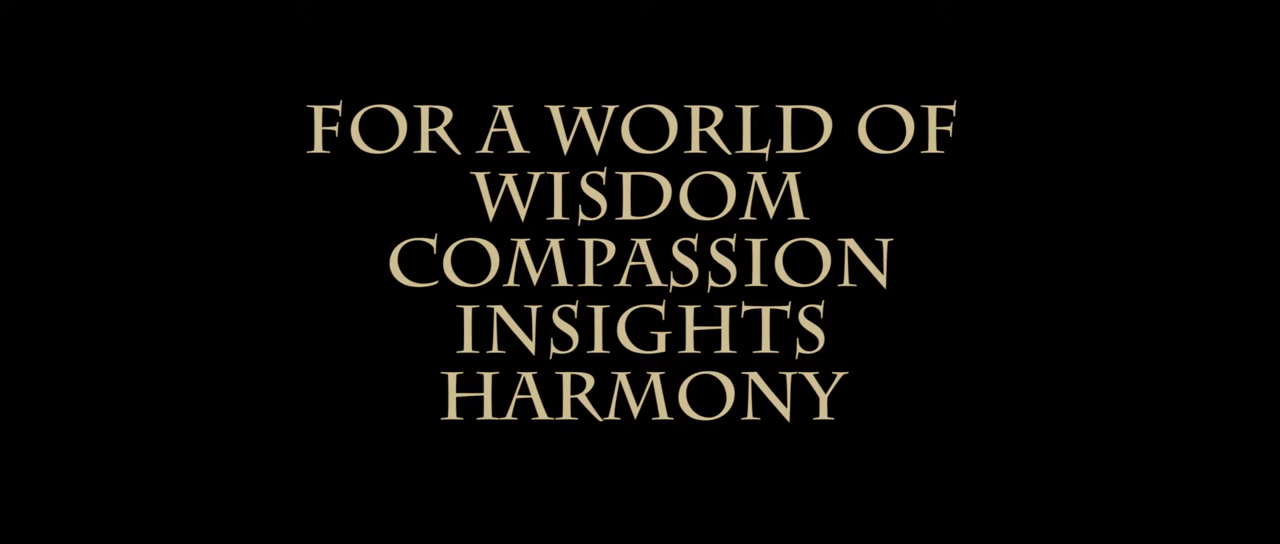 FOR A WORLD OF
WISDOM
COMPASSION
INSIGHTS
HARMONY